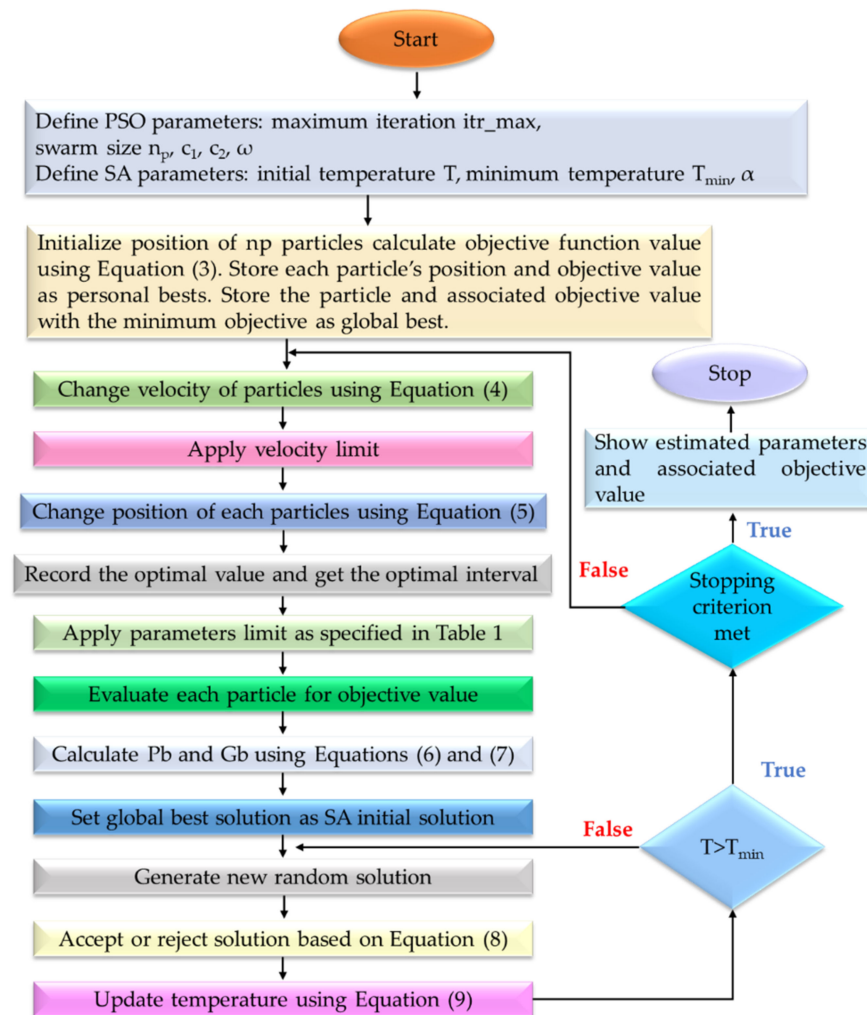 Start
Define PSO parameters: maximum iteration itr_max,
swarm size nₚ, c₁, c₂, ω
Define SA parameters: initial temperature T, minimum temperature Tmin, α
Initialize position of np particles calculate objective function value
using Equation (3). Store each particle's position and objective value
as personal bests. Store the particle and associated objective value
with the minimum objective as global best.
Change velocity of particles using Equation (4)
Apply velocity limit
Change position of each particles using Equation (5)
Record the optimal value and get the optimal interval
Apply parameters limit as specified in Table 1
Evaluate each particle for objective value
Calculate Pb and Gb using Equations (6) and (7)
Set global best solution as SA initial solution
Generate new random solution
Accept or reject solution based on Equation (8)
Update temperature using Equation (9)
T>Tmin
False
True
Stopping
criterion
met
False
True
Show estimated parameters
and associated objective
value
Stop